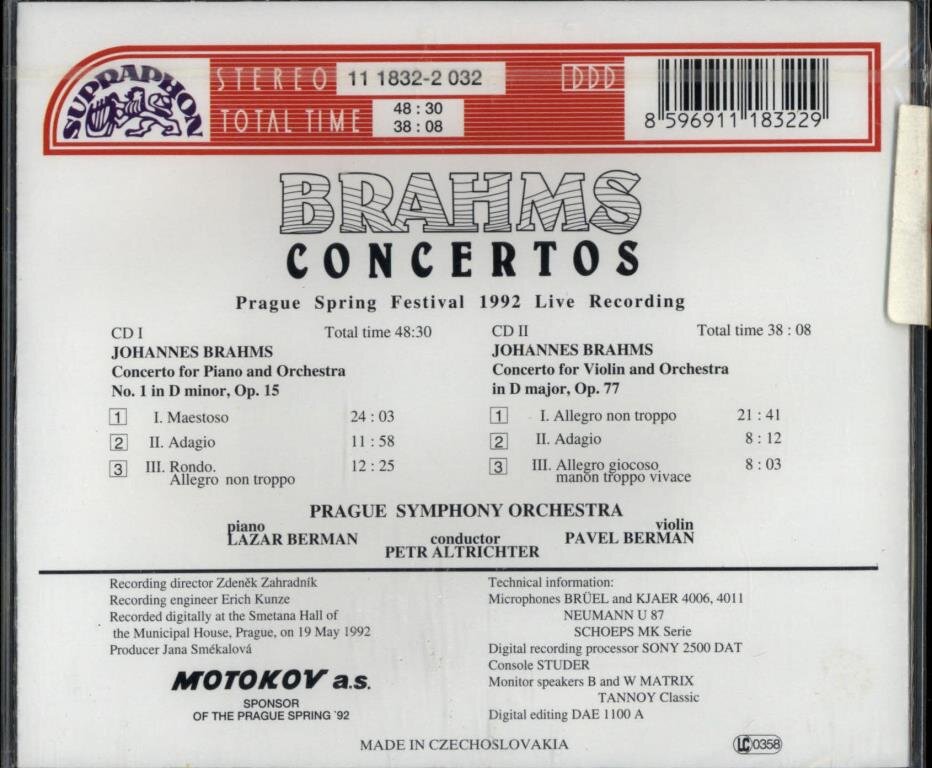 SUPRAPHON
STEREO 11 1832-2 032 DDD
TOTAL TIME 48 : 30
38 : 08
8 596911 183229
BRAHMS
CONCERTOS
Prague Spring Festival 1992 Live Recording
CD I Total time 48:30
JOHANNES BRAHMS
Concerto for Piano and Orchestra
No. 1 in D minor, Op. 15
1 I. Maestoso 24 : 03
2 II. Adagio 11 : 58
3 III. Rondo. 12 : 25
Allegro non troppo
CD II Total time 38 : 08
JOHANNES BRAHMS
Concerto for Violin and Orchestra
in D major, Op. 77
1 I. Allegro non troppo 21 : 41
2 II. Adagio 8 : 12
3 III. Allegro giocoso 8 : 03
manon troppo vivace
PRAGUE SYMPHONY ORCHESTRA
piano
LAZAR BERMAN
conductor
PETR ALTRICHTER
violin
PAVEL BERMAN
Recording director Zdeněk Zahradník
Recording engineer Erich Kunze
Recorded digitally at the Smetana Hall of
the Municipal House, Prague, on 19 May 1992
Producer Jana Smékalová
MOTOKOV a.s.
SPONSOR
OF THE PRAGUE SPRING '92
Technical information:
Microphones BRÜEL and KJAER 4006, 4011
NEUMANN U 87
SCHOEPS MK Serie
Digital recording processor SONY 2500 DAT
Console STUDER
Monitor speakers B and W MATRIX
TANNOY Classic
Digital editing DAE 1100 A
MADE IN CZECHOSLOVAKIA
LC 0358